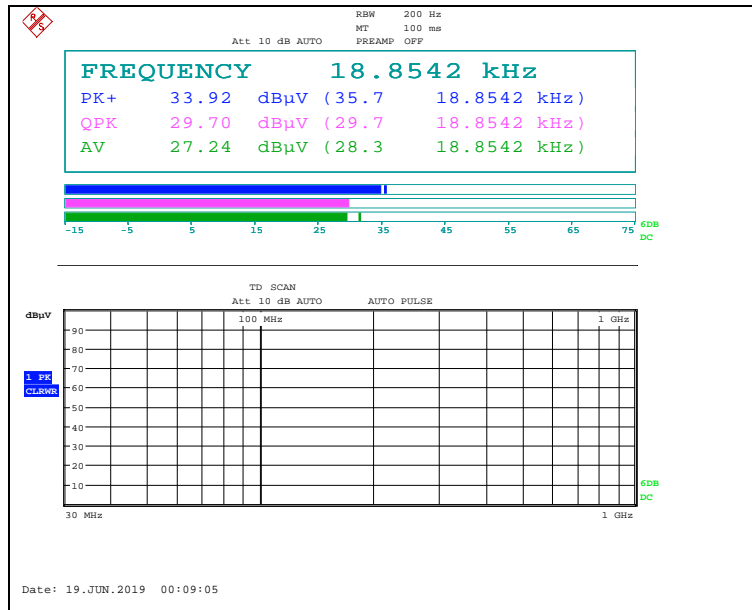 R S
RBW 200 Hz
MT 100 ms
Att 10 dB AUTO PREAMP OFF
FREQUENCY 18.8542 kHz
PK+ 33.92 dBµV (35.7 18.8542 kHz)
QPK 29.70 dBµV (29.7 18.8542 kHz)
AV 27.24 dBµV (28.3 18.8542 kHz)
-15 -5 5 15 25 35 45 55 65 75
6DB
DC
TD SCAN
Att 10 dB AUTO AUTO PULSE
dBµV
100 MHz 1 GHz
90
80
70
1 PK
CLRWR
60
50
40
30
20
10
6DB
DC
30 MHz 1 GHz
Date: 19.JUN.2019 00:09:05